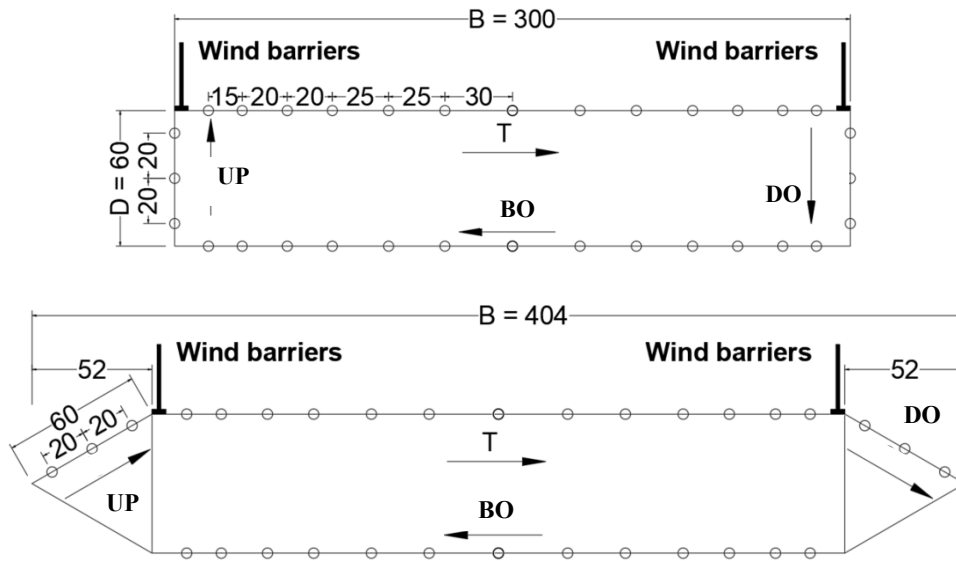 B = 300
Wind barriers
Wind barriers
15 20 20 25 25 30
T
D = 60
20
20
UP
BO
DO
B = 404
Wind barriers
Wind barriers
52
52
60
20 20
DO
T
UP
BO